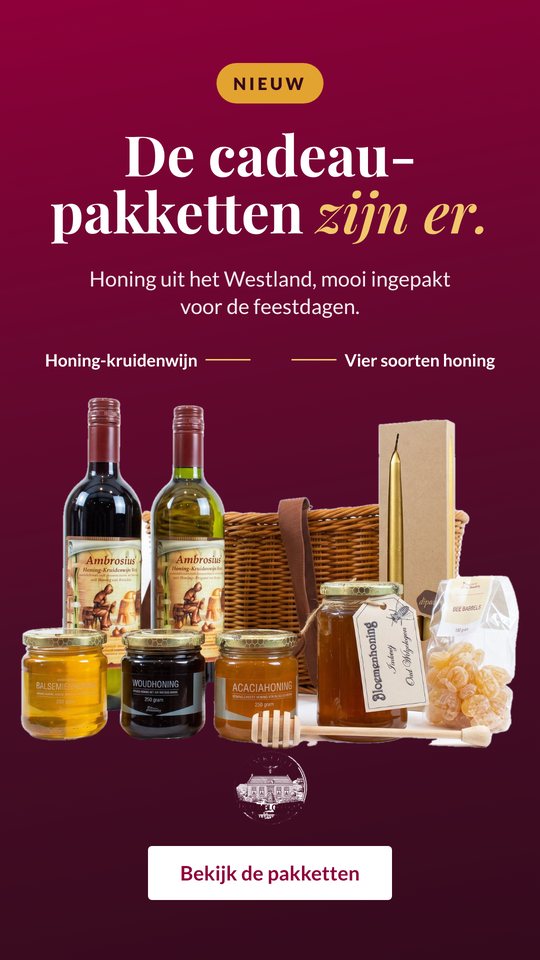 NIEUW
De cadeau-
pakketten zijn er.
Honing uit het Westland, mooi ingepakt
voor de feestdagen.
Honing-kruidenwijn
Vier soorten honing
Ambrosius
Honing-Kruidenwijn
Ambrosius
Honing-Kruidenwijn
BEE BABBELS
Bloemenhoning
Imkerij
WOUDHONING
250 gram
ACACIAHONING
250 gram
Bekijk de pakketten